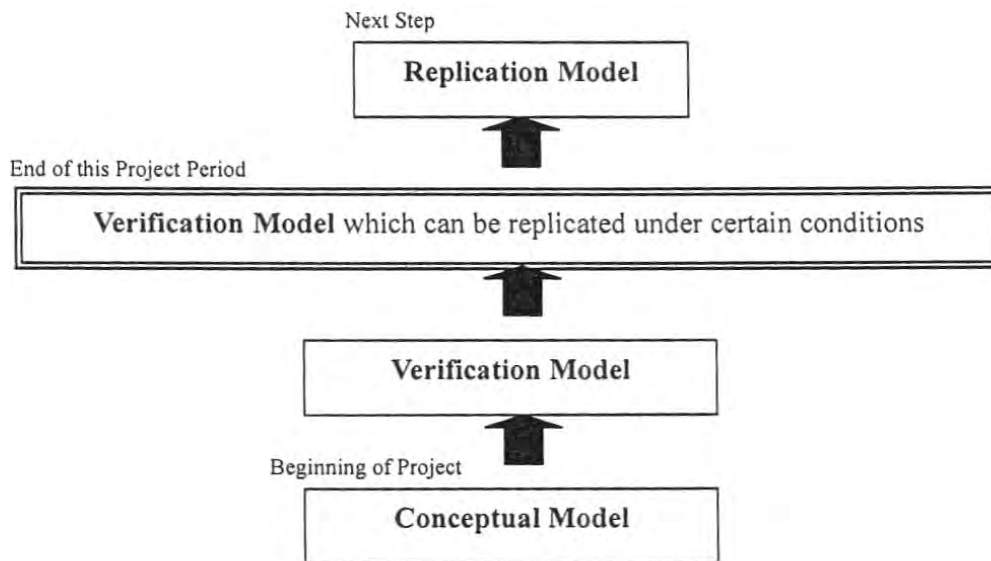 Next Step
Replication Model
End of this Project Period
Verification Model which can be replicated under certain conditions
Verification Model
Beginning of Project
Conceptual Model